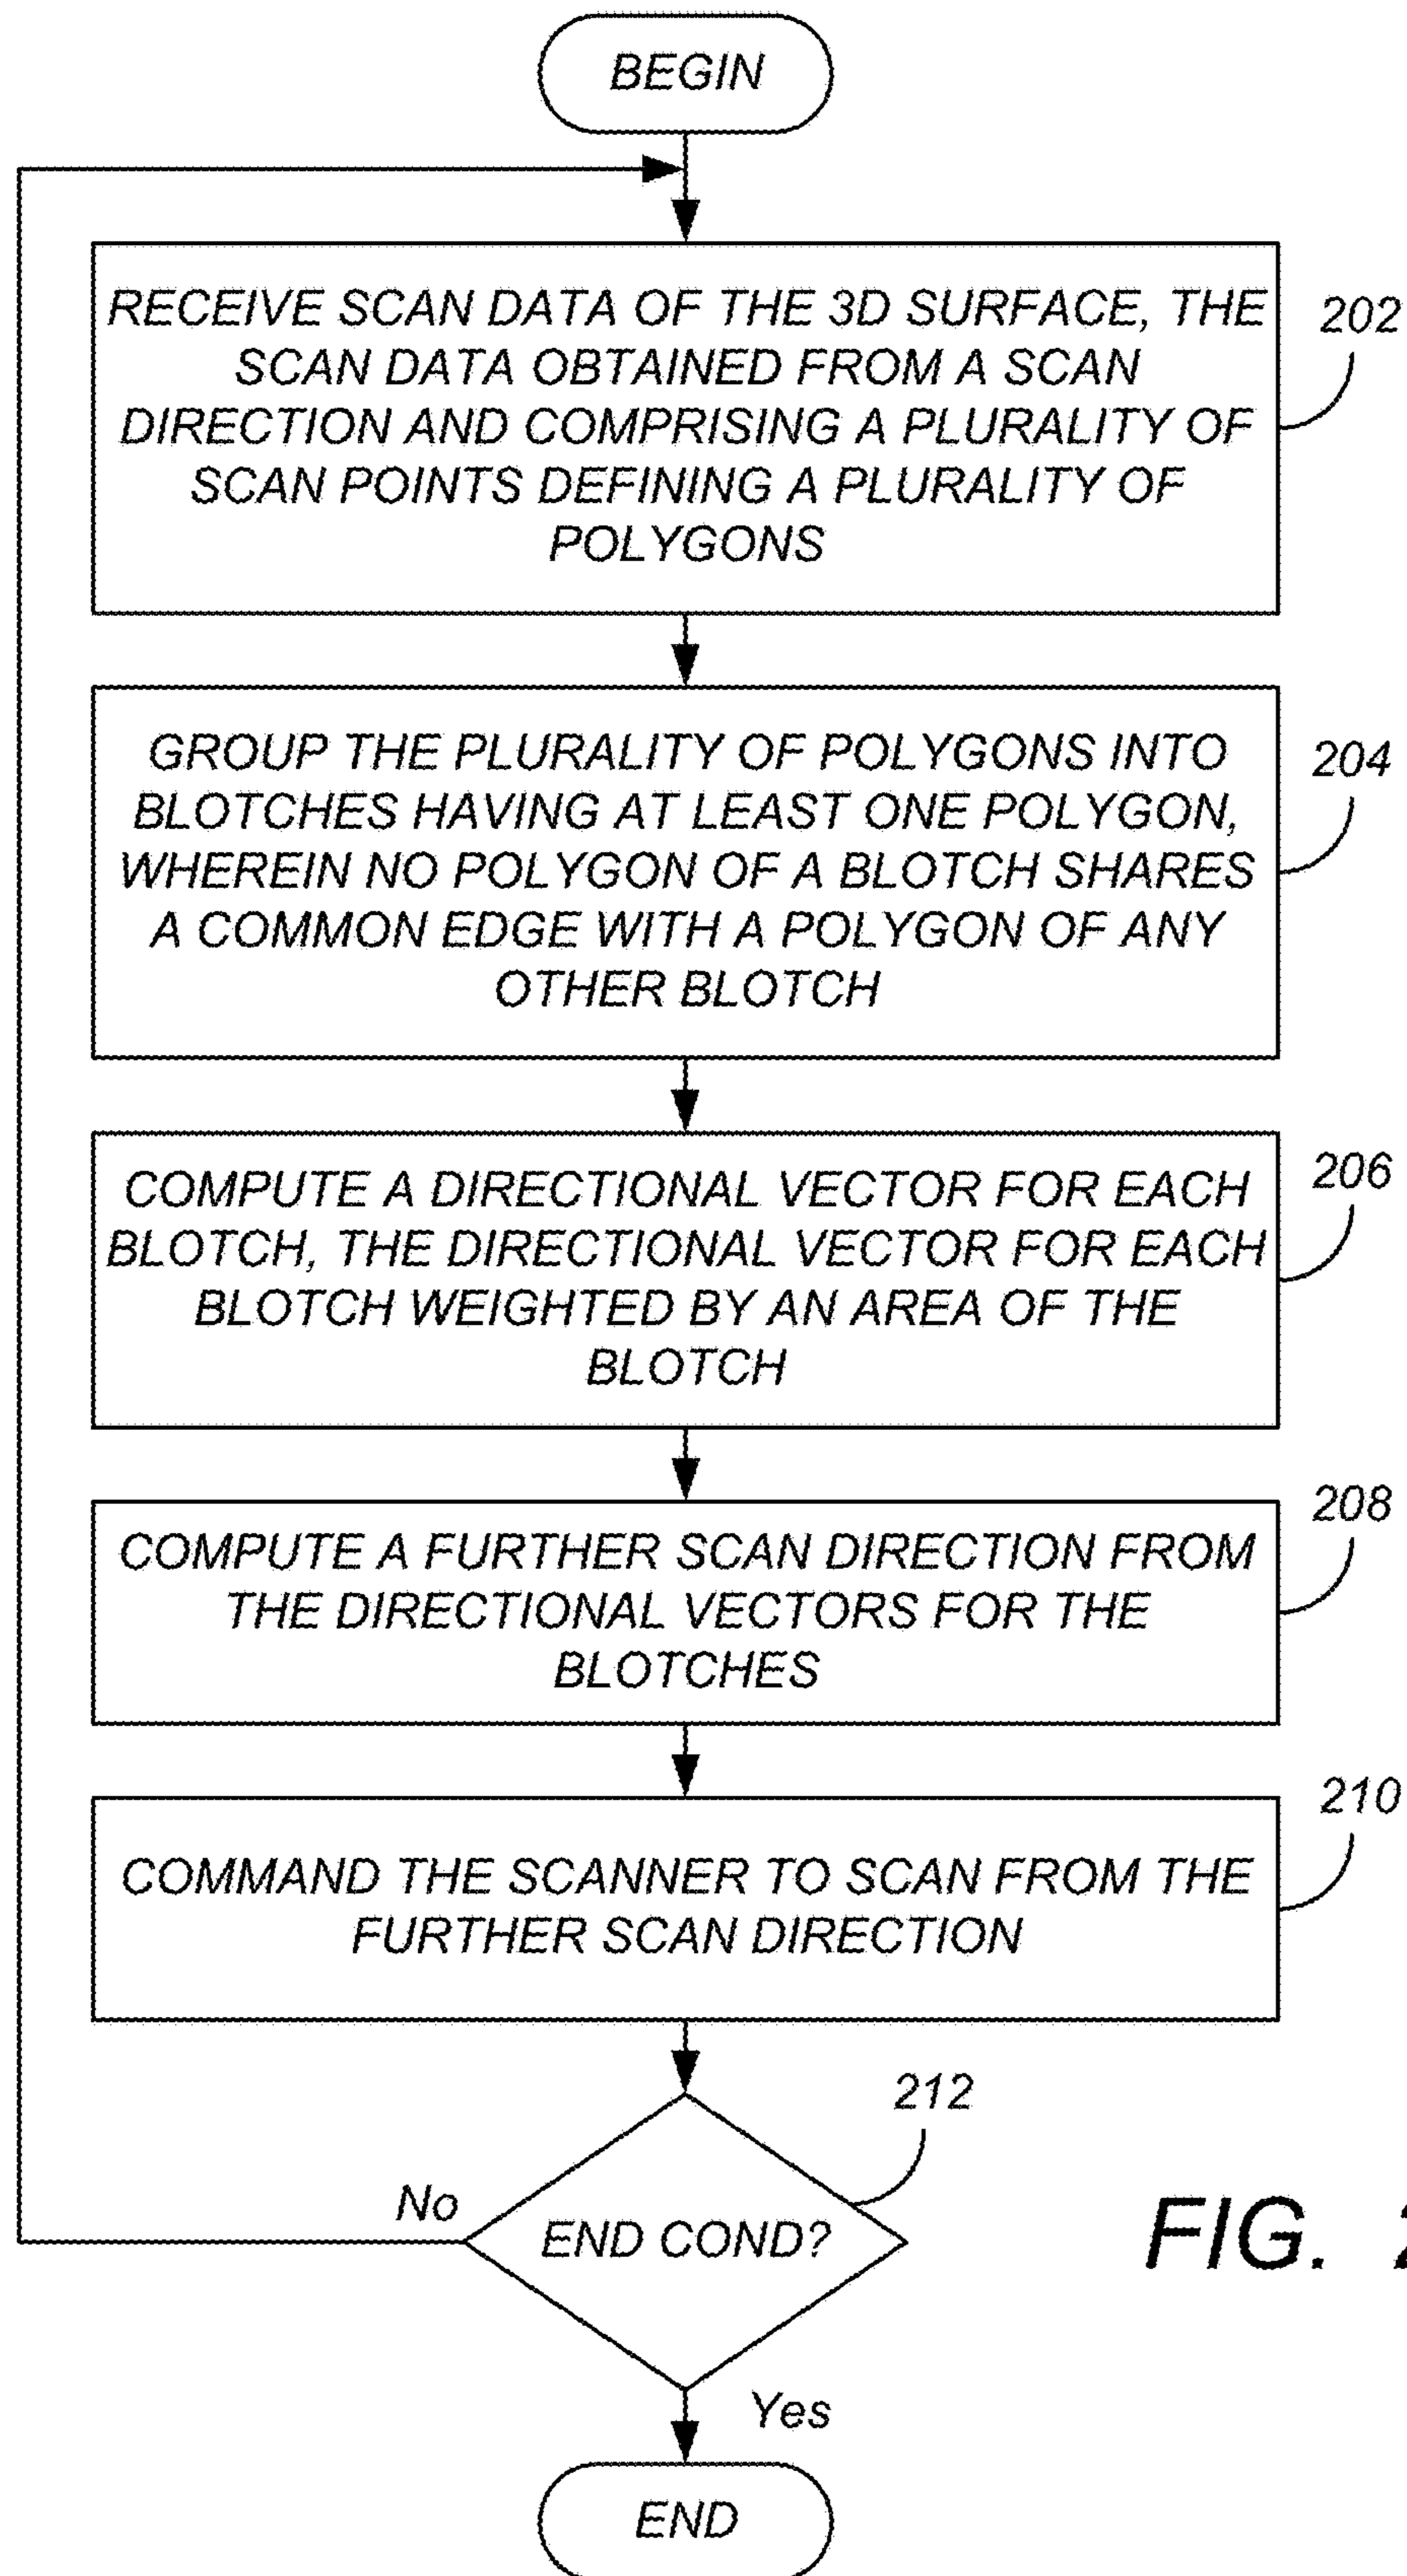 BEGIN
RECEIVE SCAN DATA OF THE 3D SURFACE, THE
SCAN DATA OBTAINED FROM A SCAN
DIRECTION AND COMPRISING A PLURALITY OF
SCAN POINTS DEFINING A PLURALITY OF
POLYGONS
202
GROUP THE PLURALITY OF POLYGONS INTO
BLOTCHES HAVING AT LEAST ONE POLYGON,
WHEREIN NO POLYGON OF A BLOTCH SHARES
A COMMON EDGE WITH A POLYGON OF ANY
OTHER BLOTCH
204
COMPUTE A DIRECTIONAL VECTOR FOR EACH
BLOTCH, THE DIRECTIONAL VECTOR FOR EACH
BLOTCH WEIGHTED BY AN AREA OF THE
BLOTCH
206
COMPUTE A FURTHER SCAN DIRECTION FROM
THE DIRECTIONAL VECTORS FOR THE
BLOTCHES
208
COMMAND THE SCANNER TO SCAN FROM THE
FURTHER SCAN DIRECTION
210
212
No
END COND?
FIG.
Yes
END